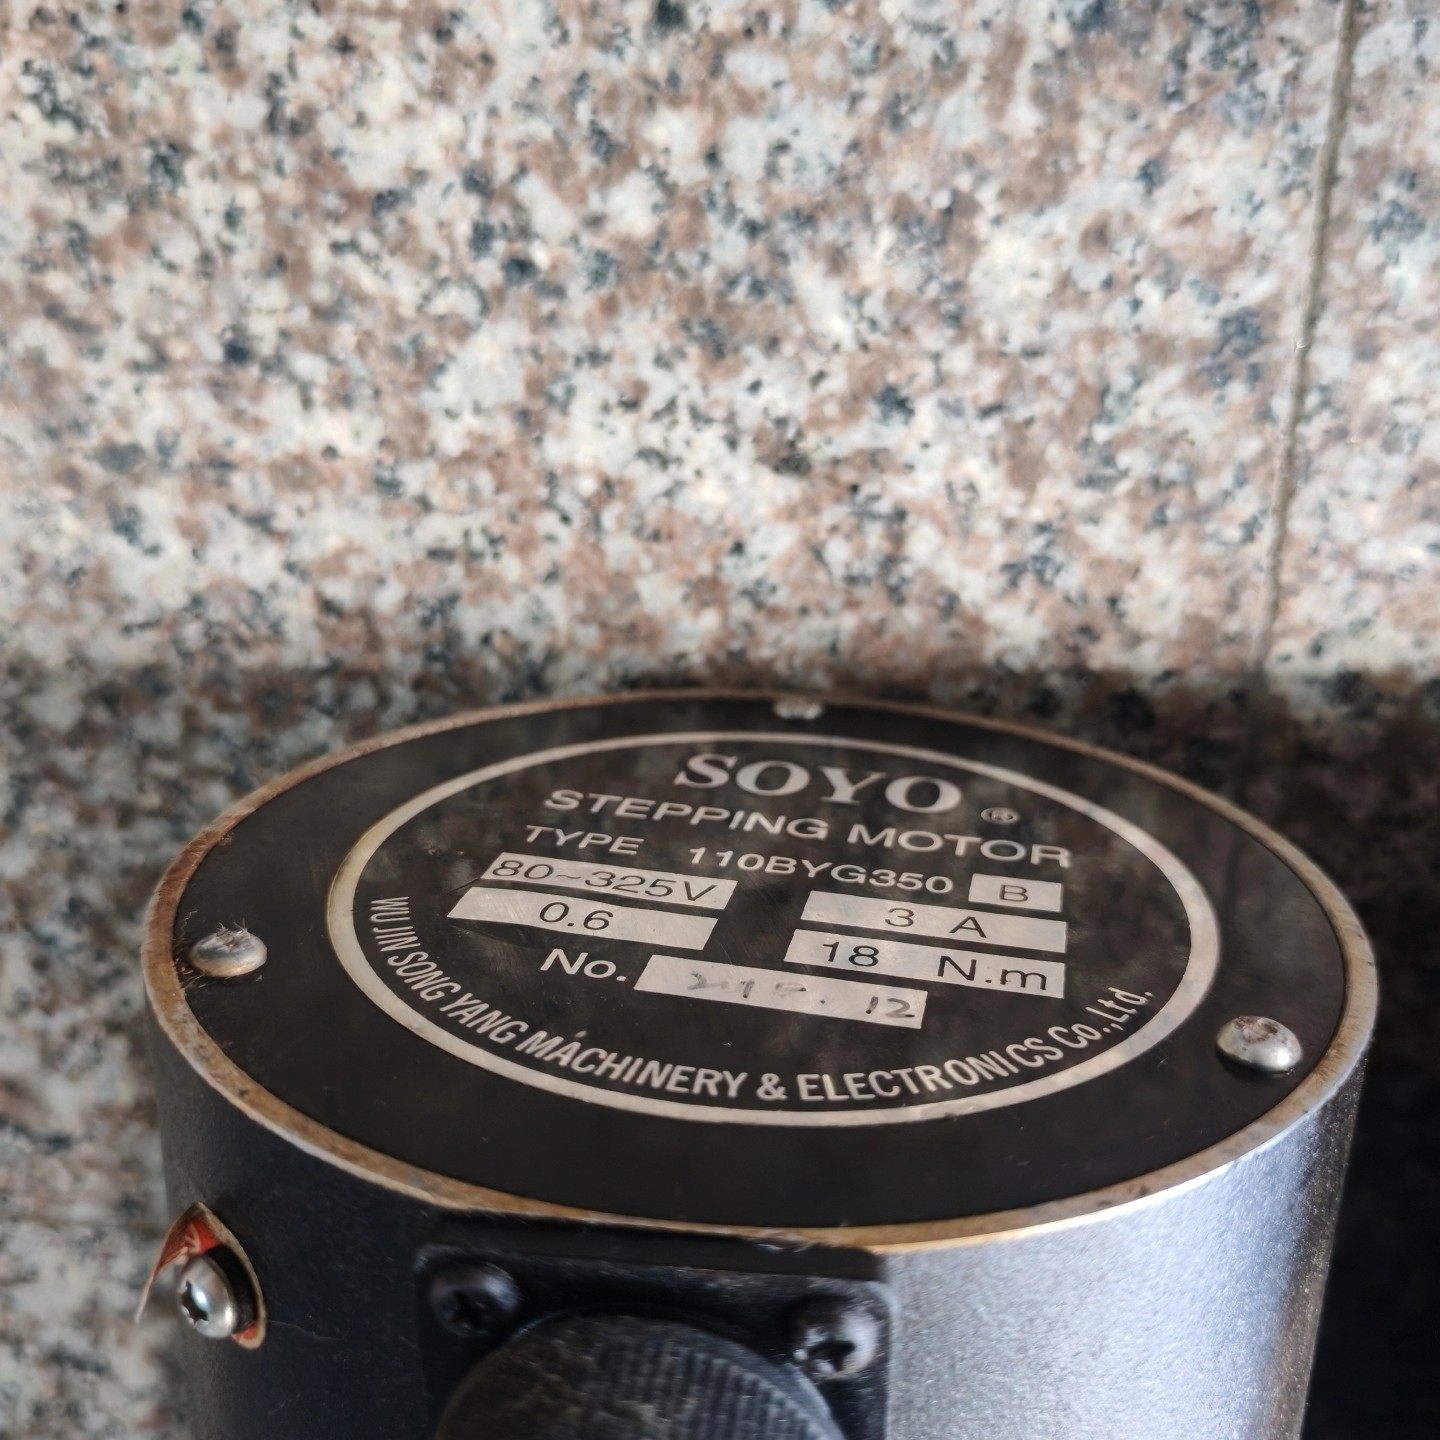 SOYO ®
STEPPING MOTOR
TYPE 110BYG350 B
80~325V 3 A
0.6 18 N.m
No. 12
WUJIN SONG YANG MACHINERY & ELECTRONICS Co.,Ltd.